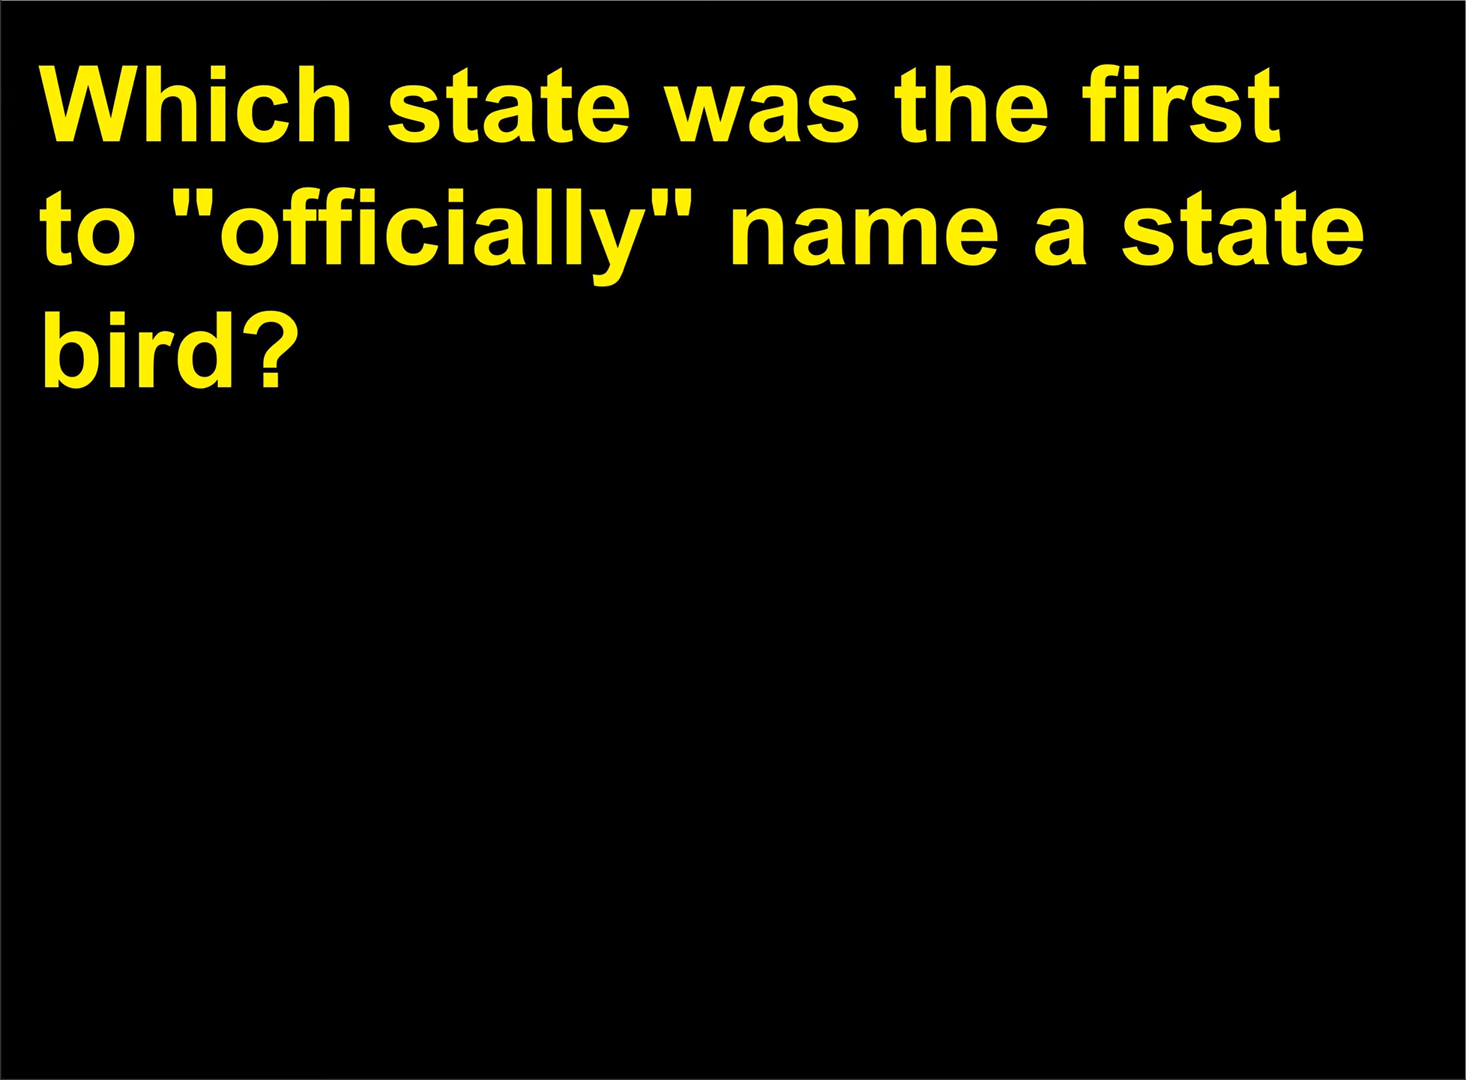 Which state was the first
to "officially" name a state
bird?